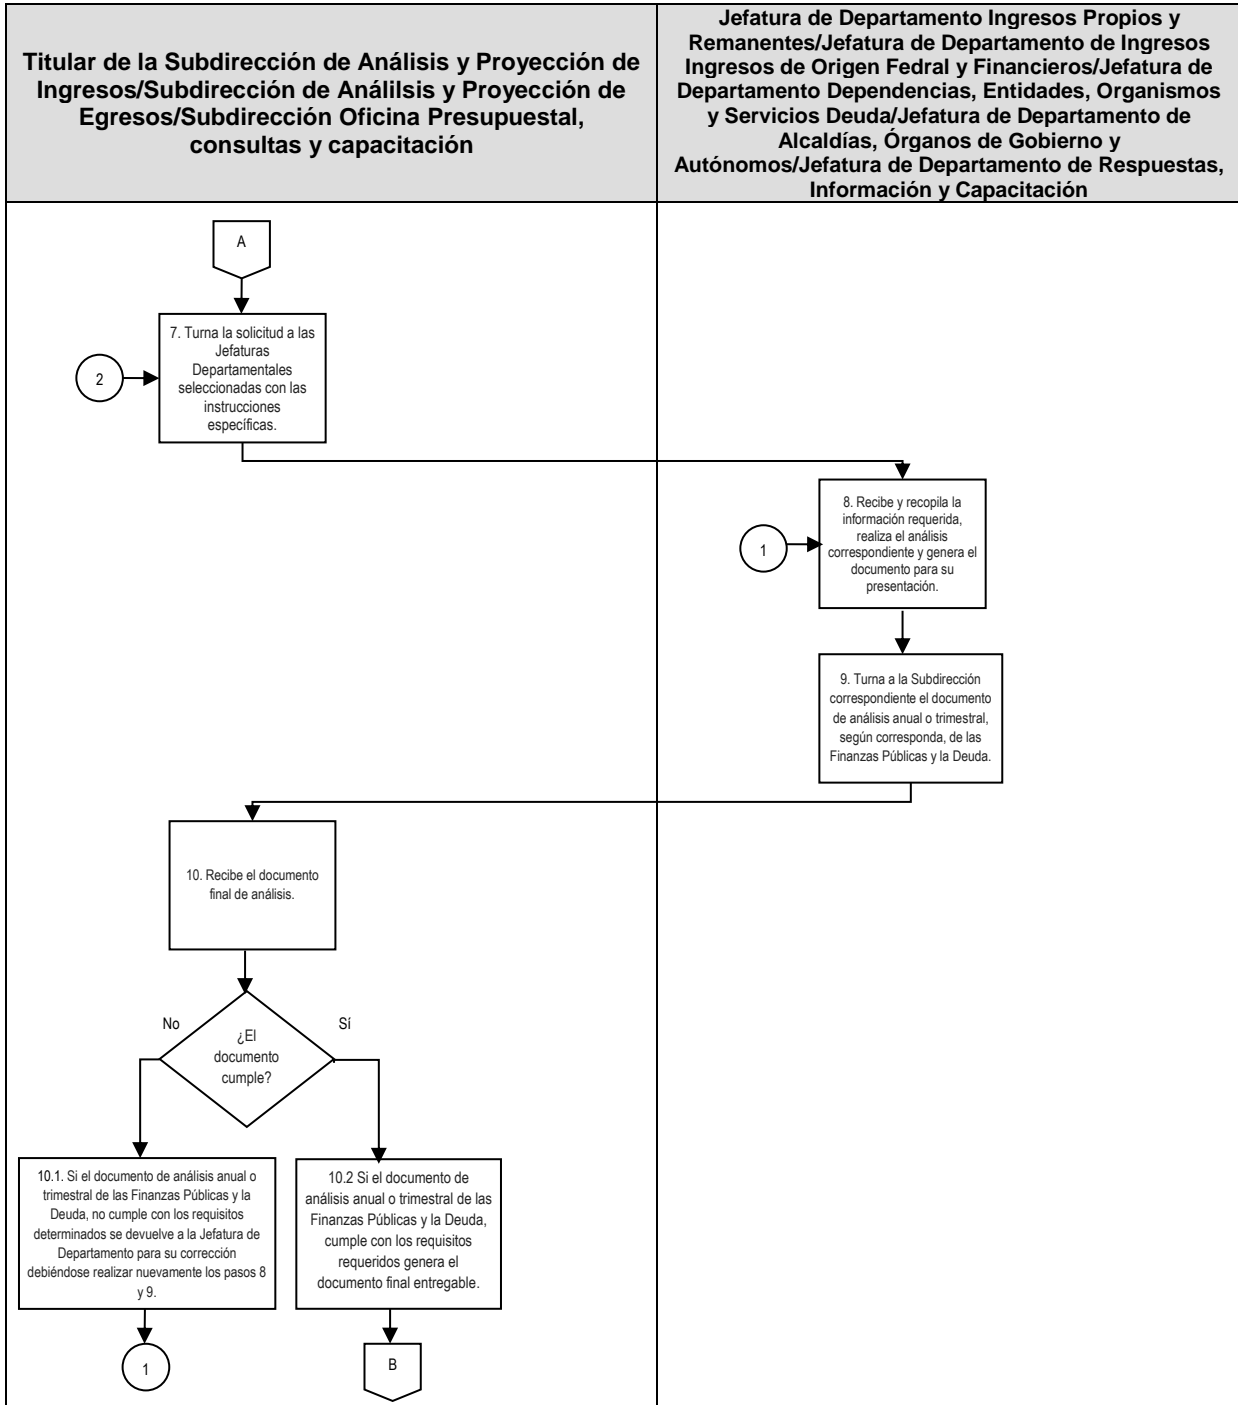 Titular de la Subdirección de Análisis y Proyección de
Ingresos/Subdirección de Análilsis y Proyección de
Egresos/Subdirección Oficina Presupuestal,
consultas y capacitación
Jefatura de Departamento Ingresos Propios y
Remanentes/Jefatura de Departamento de Ingresos
Ingresos de Origen Fedral y Financieros/Jefatura de
Departamento Dependencias, Entidades, Organismos
y Servicios Deuda/Jefatura de Departamento de
Alcaldías, Órganos de Gobierno y
Autónomos/Jefatura de Departamento de Respuestas,
Información y Capacitación
A
7. Turna la solicitud a las
Jefaturas
Departamentales
seleccionadas con las
instrucciones
específicas.
2
8. Recibe y recopila la
información requerida,
realiza el análisis
correspondiente y genera el
documento para su
presentación.
1
9. Turna a la Subdirección
correspondiente el documento
de análisis anual o trimestral,
según corresponda, de las
Finanzas Públicas y la Deuda.
10. Recibe el documento
final de análisis.
No
Sí
¿El
documento
cumple?
10.1. Si el documento de análisis anual o
trimestral de las Finanzas Públicas y la
Deuda, no cumple con los requisitos
determinados se devuelve a la Jefatura de
Departamento para su corrección
debiéndose realizar nuevamente los pasos 8
y 9.
10.2 Si el documento de
análisis anual o trimestral de las
Finanzas Públicas y la Deuda,
cumple con los requisitos
requeridos genera el
documento final entregable.
1
B